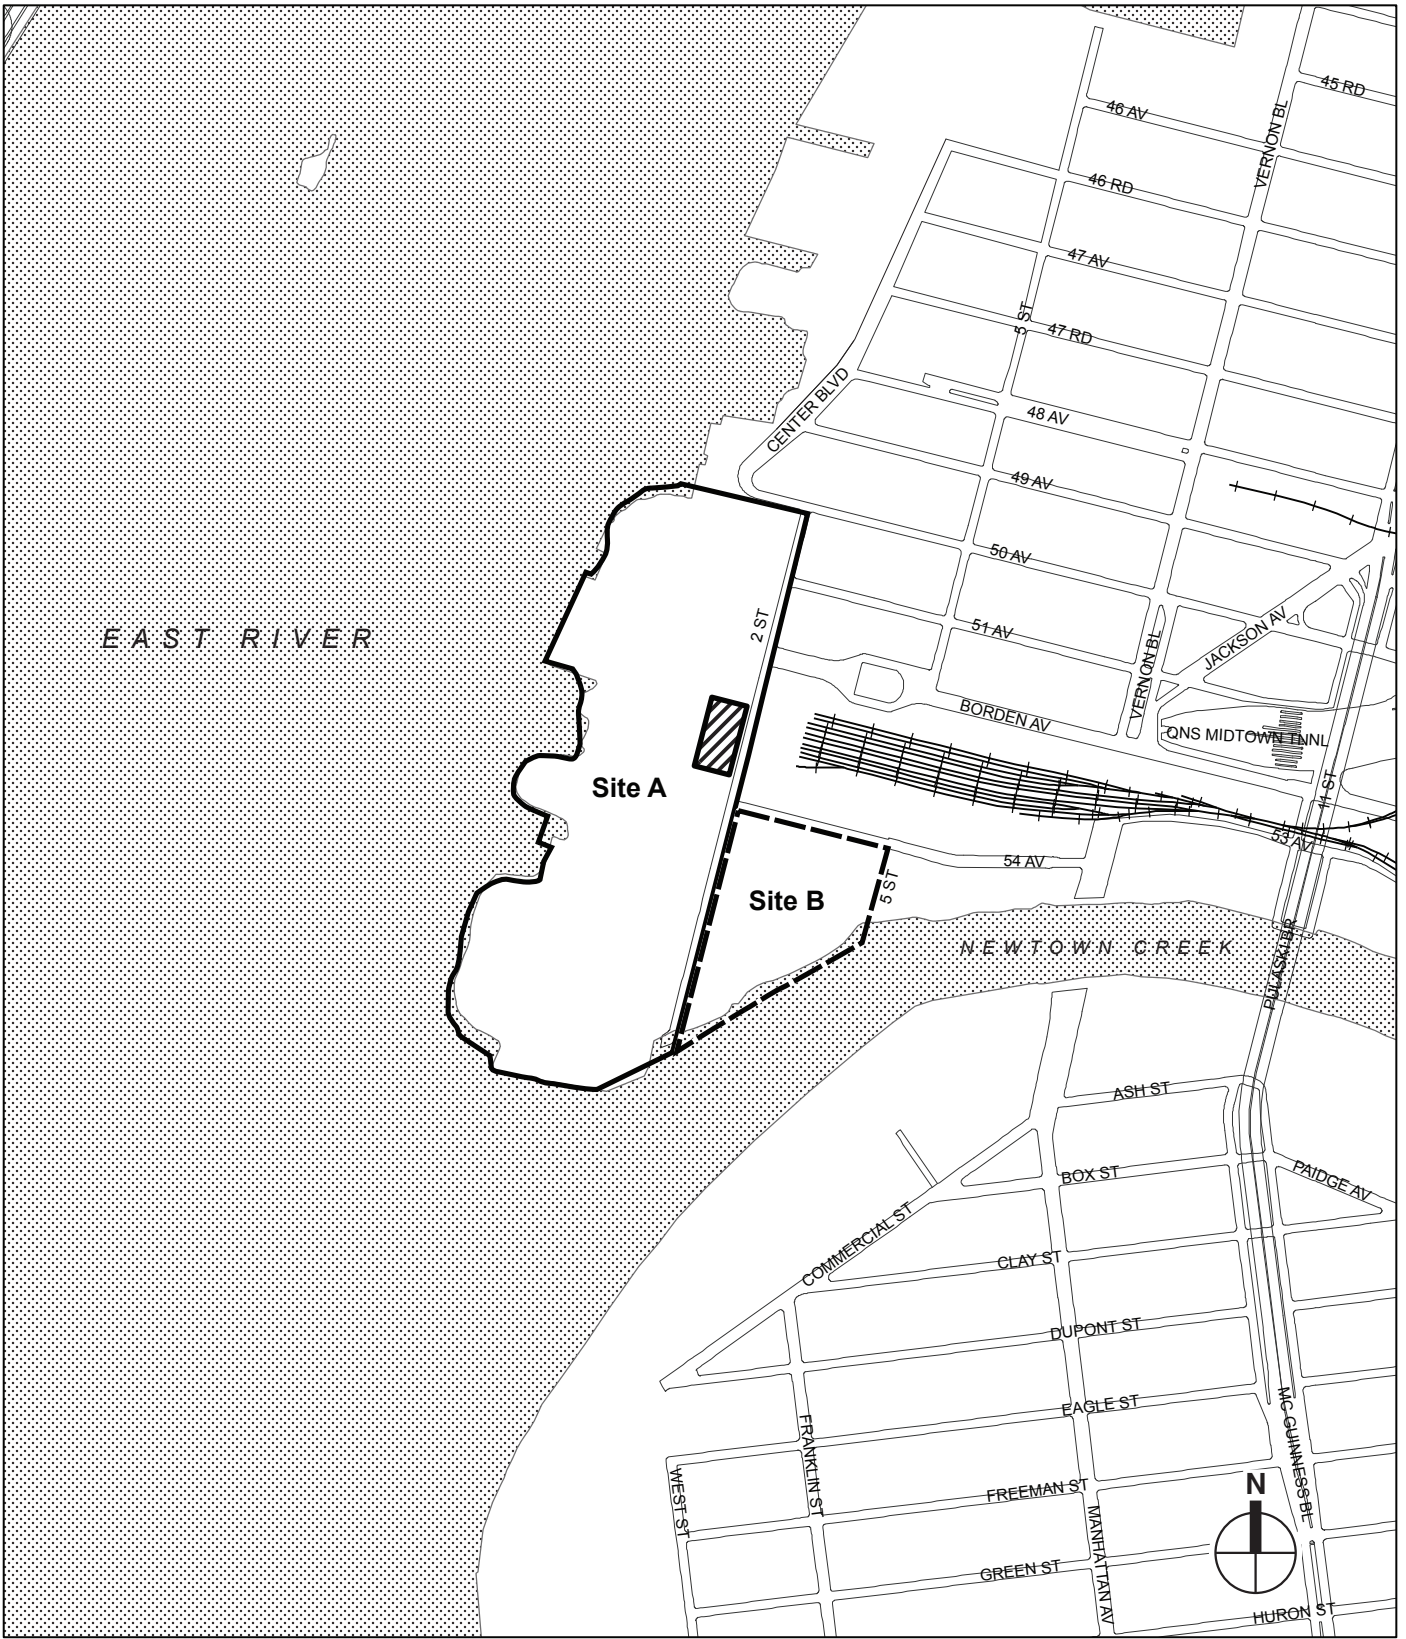 45 RD
46 AV
VERNON BL
46 RD
47 AV
5 ST
47 RD
CENTER BLVD
48 AV
49 AV
50 AV
2 ST
51 AV
JACKSON AV
VERNON BL
EAST RIVER
BORDEN AV
QNS MIDTOWN TNNL
Site A
11 ST
53 AV
54 AV
5 ST
Site B
NEWTOWN CREEK
PULASKI BR
ASH ST
BOX ST
PAIDGE AV
COMMERCIAL ST
CLAY ST
DUPONT ST
EAGLE ST
FRANKLIN ST
MC GUINNESS BL
WEST ST
FREEMAN ST
N
MANHATTAN AV
GREEN ST
HURON ST